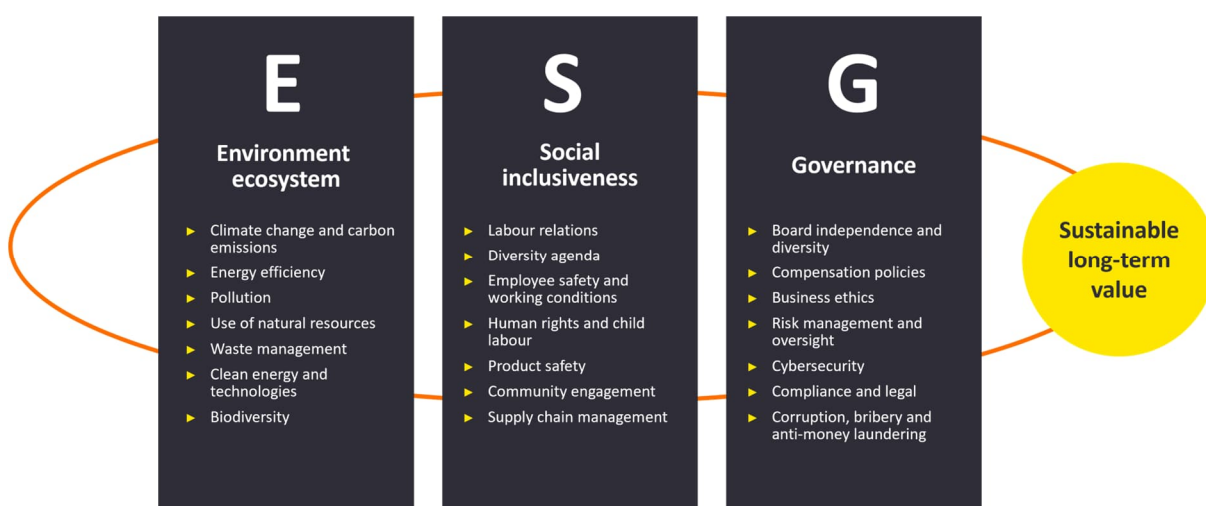 E
Environment
ecosystem
► Climate change and carbon
emissions
► Energy efficiency
► Pollution
► Use of natural resources
► Waste management
► Clean energy and
technologies
► Biodiversity
S
Social
inclusiveness
► Labour relations
► Diversity agenda
► Employee safety and
working conditions
► Human rights and child
labour
► Product safety
► Community engagement
► Supply chain management
G
Governance
► Board independence and
diversity
► Compensation policies
► Business ethics
► Risk management and
oversight
► Cybersecurity
► Compliance and legal
► Corruption, bribery and
anti-money laundering
Sustainable
long-term
value